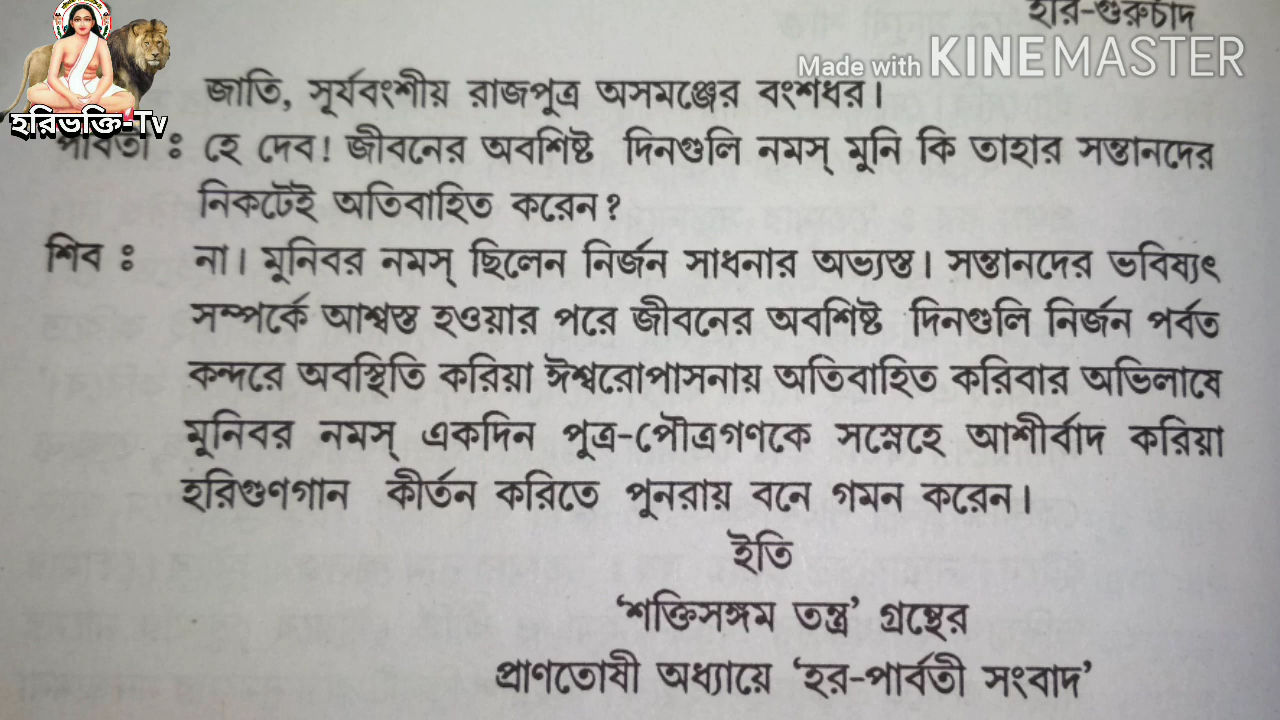 হরি-গুরুচাঁদ
Made with KINEMASTER
হরিভক্তি-Tv
জাতি, সূর্যবংশীয় রাজপুত্র অসমঞ্জের বংশধর।
পার্বতী : হে দেব! জীবনের অবশিষ্ট দিনগুলি নমস্ মুনি কি তাহার সন্তানদের
নিকটেই অতিবাহিত করেন?
শিব : না। মুনিবর নমস্ ছিলেন নির্জন সাধনার অভ্যস্ত। সন্তানদের ভবিষ্যৎ
সম্পর্কে আশ্বস্ত হওয়ার পরে জীবনের অবশিষ্ট দিনগুলি নির্জন পর্বত
কন্দরে অবস্থিতি করিয়া ঈশ্বরোপাসনায় অতিবাহিত করিবার অভিলাষে
মুনিবর নমস্ একদিন পুত্র-পৌত্রগণকে সস্নেহে আশীর্বাদ করিয়া
হরিগুণগান কীর্তন করিতে পুনরায় বনে গমন করেন।
ইতি
‘শক্তিসঙ্গম তন্ত্র’ গ্রন্থের
প্রাণতোষী অধ্যায়ে ‘হর-পার্বতী সংবাদ’